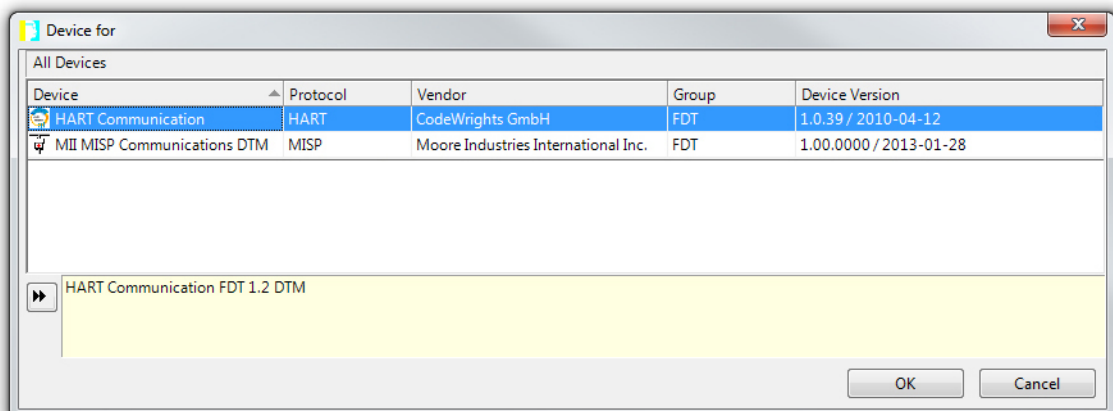 Device for
All Devices
Device Protocol Vendor Group Device Version
HART Communication HART CodeWrights GmbH FDT 1.0.39 / 2010-04-12
MII MISP Communications DTM MISP Moore Industries International Inc. FDT 1.00.0000 / 2013-01-28
HART Communication FDT 1.2 DTM
OK Cancel